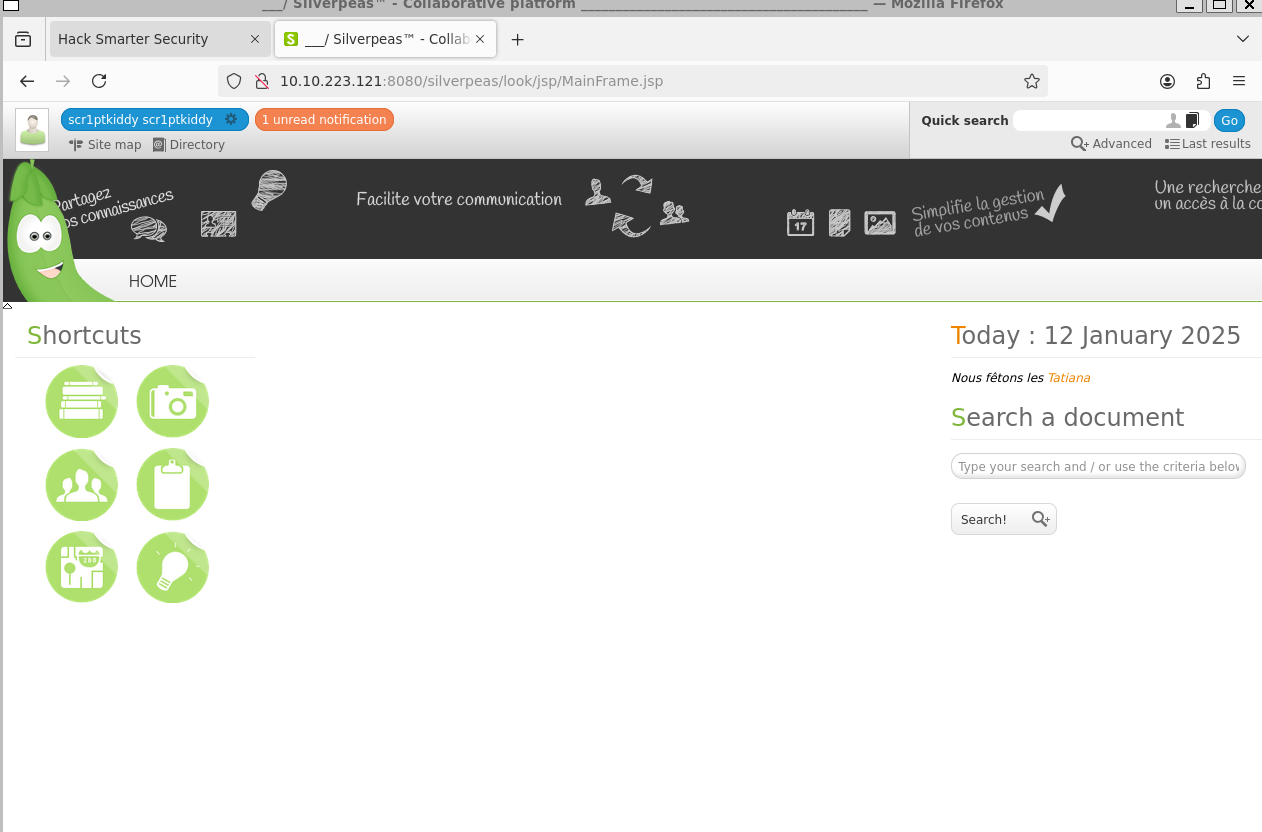 ___/ Silverpeas™ - Collaborative platform ______________________________________ — Mozilla Firefox
Hack Smarter Security
___/ Silverpeas™ - Collab
10.10.223.121:8080/silverpeas/look/jsp/MainFrame.jsp
scr1ptkiddy scr1ptkiddy
1 unread notification
Quick search
Go
Site map
Directory
Advanced
Last results
Partagez
os connaissances
Facilite votre communication
17
Simplifie la gestion
de vos contenus
Une recherche
un accès à la co
HOME
Shortcuts
Today : 12 January 2025
Nous fêtons les Tatiana
Search a document
Type your search and / or use the criteria below
Search!